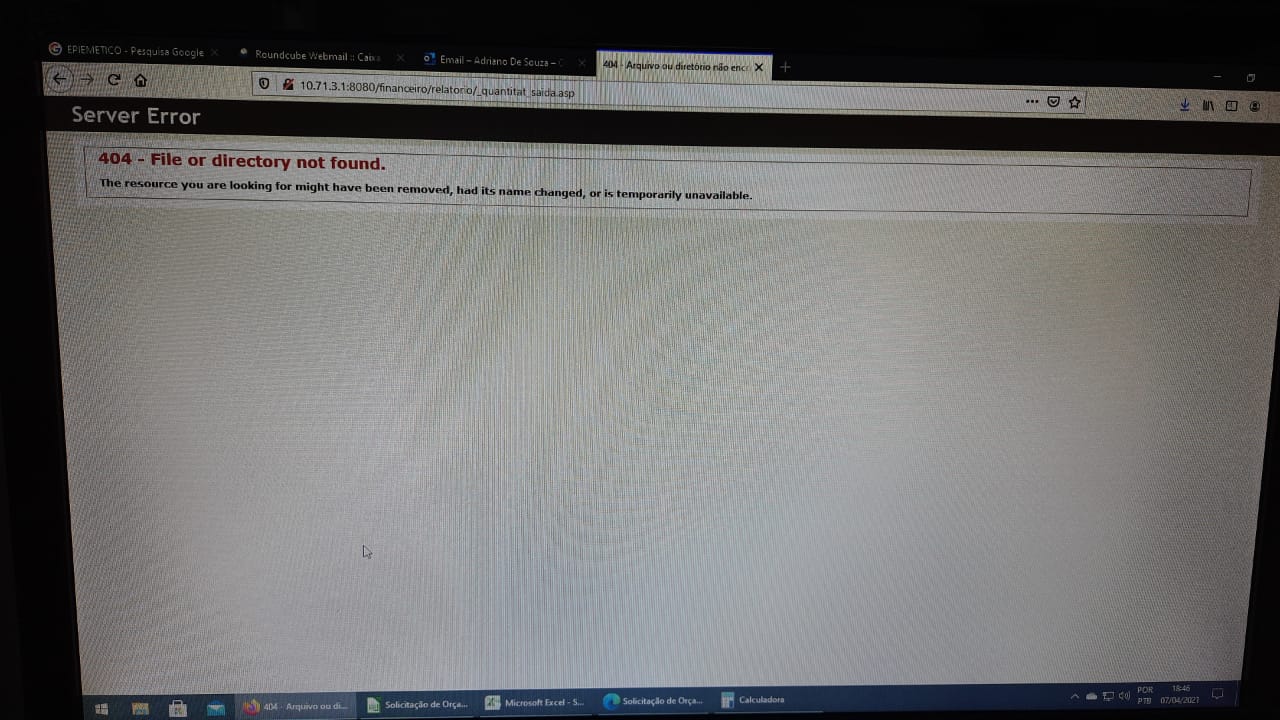 EPIEMETICO - Pesquisa Google
Roundcube Webmail :: Caixa
Email – Adriano De Souza –
404 - Arquivo ou diretório não enc
10.71.3.1:8080/financeiro/relatorio/_quantitat_saida.asp
Server Error
404 - File or directory not found.
The resource you are looking for might have been removed, had its name changed, or is temporarily unavailable.
404 - Arquivo ou di...
Solicitação de Orça...
Microsoft Excel - S...
Solicitação de Orça...
Calculadora
POR
PTB
18:46
07/04/2021